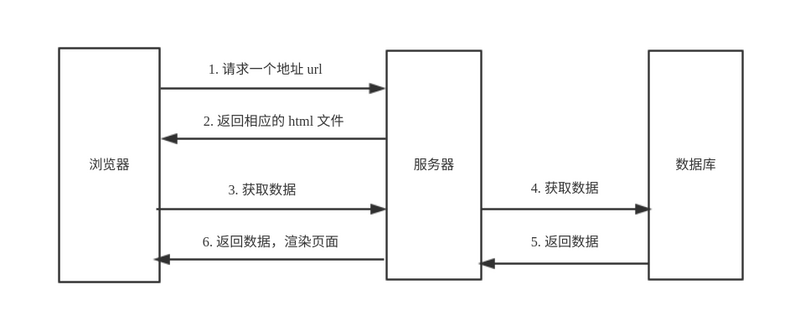 1. 请求一个地址 url
2. 返回相应的 html 文件
浏览器
服务器
数据库
3. 获取数据
4. 获取数据
6. 返回数据，渲染页面
5. 返回数据